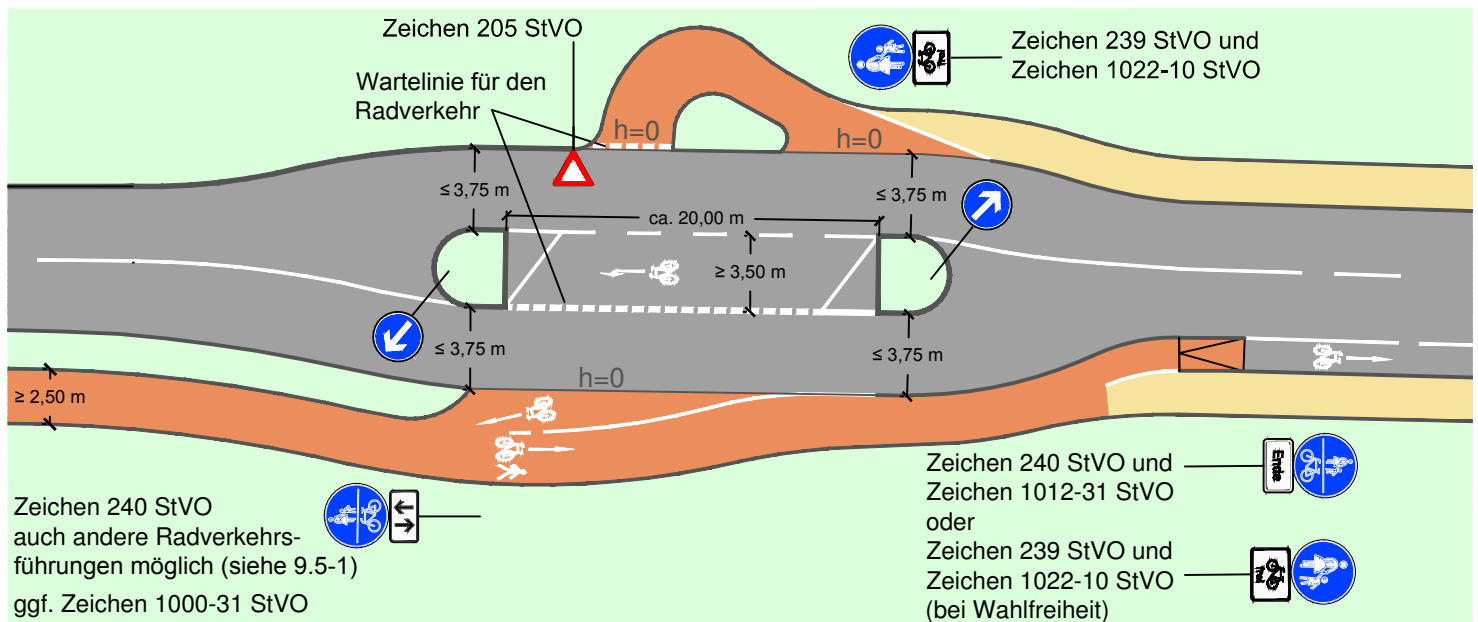 Zeichen 205 StVO
Wartelinie für den
Radverkehr
Zeichen 239 StVO und
Zeichen 1022-10 StVO
frei
h=0
h=0
≤ 3,75 m
≤ 3,75 m
ca. 20,00 m
≥ 3,50 m
≤ 3,75 m
≤ 3,75 m
h=0
≥ 2,50 m
Zeichen 240 StVO
auch andere Radverkehrs-
führungen möglich (siehe 9.5-1)
ggf. Zeichen 1000-31 StVO
Zeichen 240 StVO und
Zeichen 1012-31 StVO
oder
Zeichen 239 StVO und
Zeichen 1022-10 StVO
(bei Wahlfreiheit)
Ende
frei